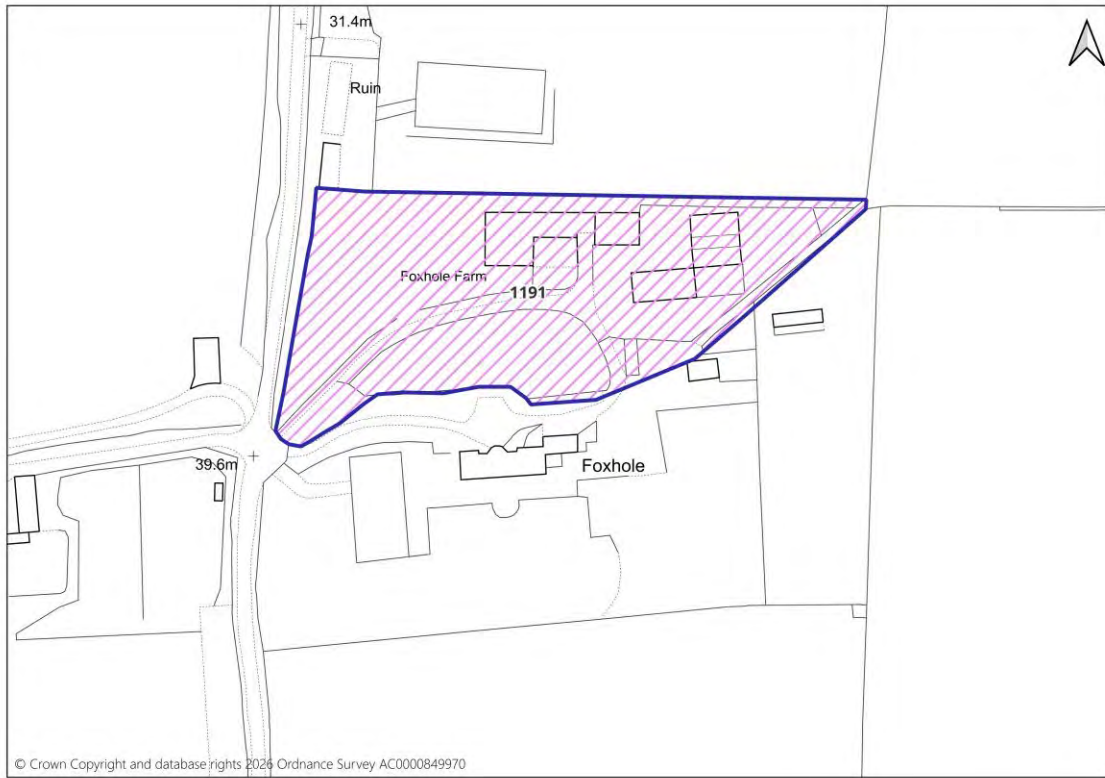 31.4m
Ruin
Foxhole Farm
1191
39.6m
Foxhole
© Crown Copyright and database rights 2026 Ordnance Survey AC0000849970